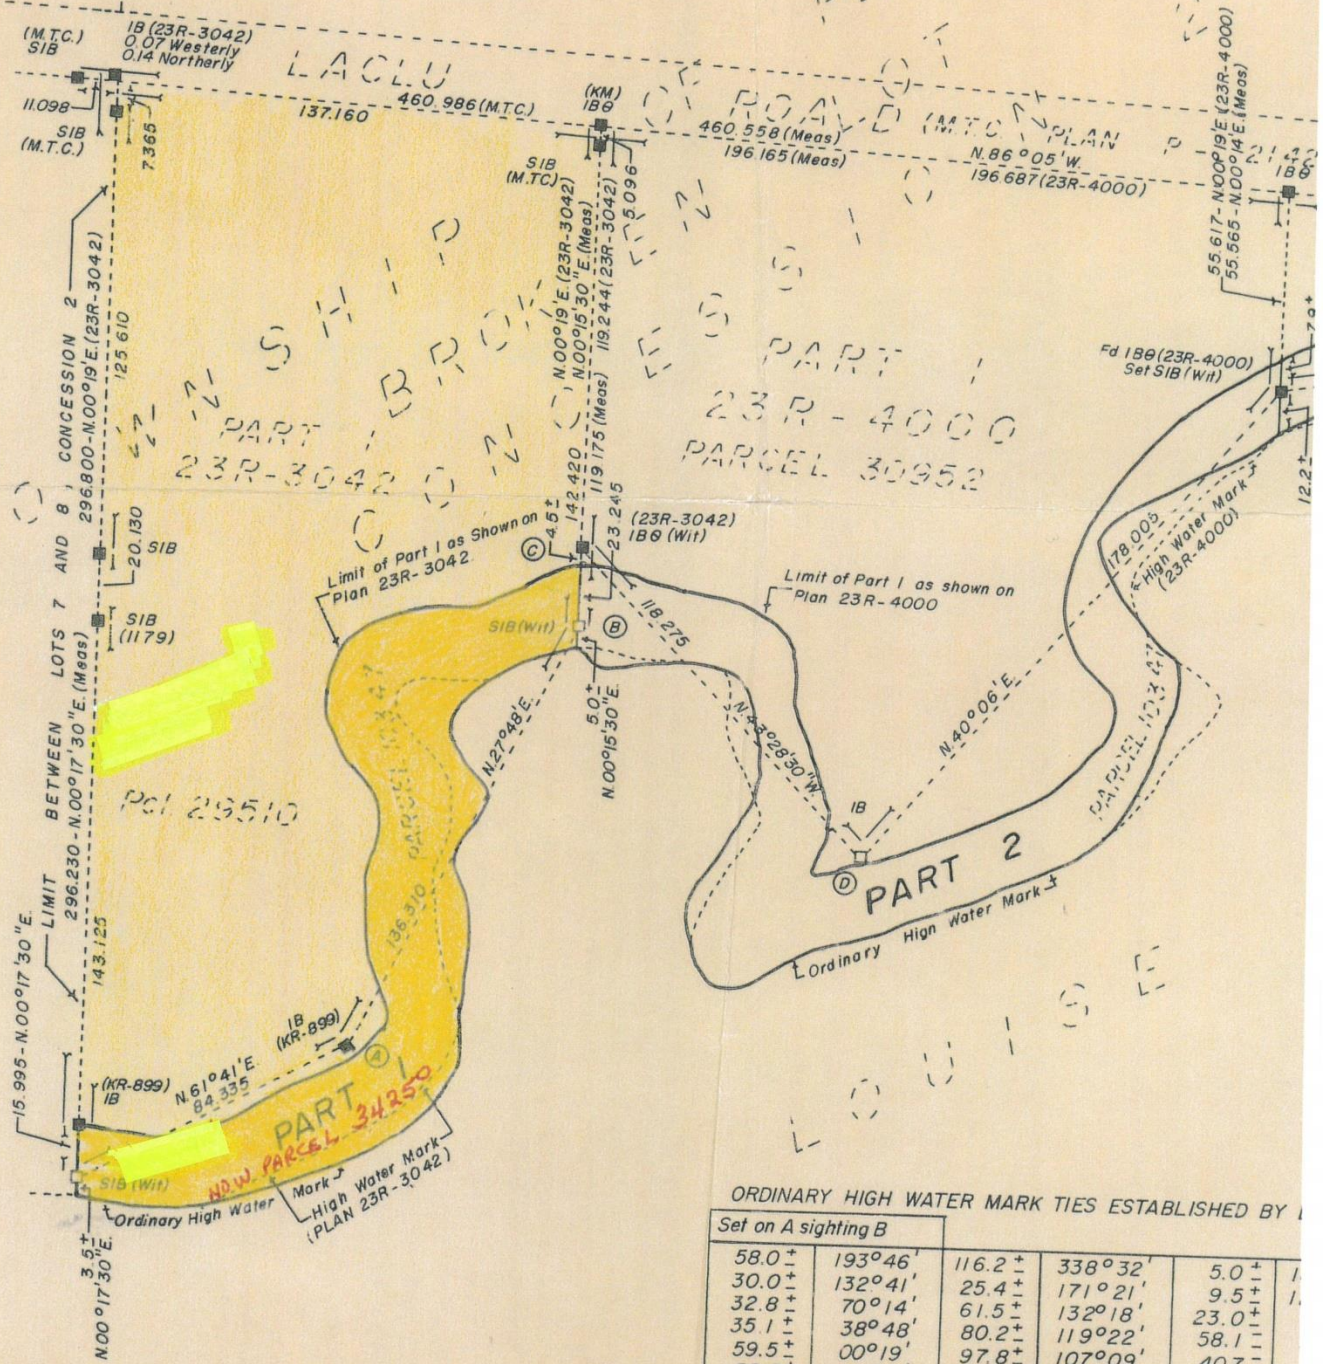 (M.T.C.)
SIB
IB (23R-3042)
0.07 Westerly
0.14 Northerly
LACLU
11.098
SIB
(M.T.C.)
7.365
137.160
460.986 (M.T.C.)
(KM)
IBØ
SIB
(M.T.C)
5.096
ROAD (M.T.C. PLAN P-2142
460.558 (Meas)
196.165 (Meas)
N.86°05'W.
196.687 (23R-4000)
IBØ
55.617-N.00°19'E.(23R-4000)
55.565-N.00°14'E.(Meas)
LIMIT BETWEEN LOTS 7 AND 8, CONCESSION 2
296.800-N.00°19'E.(23R-3042)
296.230-N.00°17'30"E.(Meas)
125.610
N.00°19'E.(23R-3042)
N.00°15'30"E.(Meas)
119.175 (Meas) 119.244 (23R-3042)
142.420
PART 1
23R-3042
PART 1
23R-4000
PARCEL 30952
Fd IBØ (23R-4000)
Set SIB (Wit)
12.2±
20.130
SIB
SIB
(1179)
Limit of Part 1 as Shown on
Plan 23R-3042
C
4.5±
23.245
(23R-3042)
IBØ (Wit)
Limit of Part 1 as shown on
Plan 23R-4000
178.005
High Water Mark
(23R-4000)
SIB (Wit)
B
118.275
5.0±
N.00°15'30"E.
N.27°48'E.
N.43°28'30"W.
N.40°06'E.
Pcl 29510
136.310
143.125
IB
D
PART 2
Ordinary High Water Mark
15.995-N.00°17'30"E.
IB
(KR-899)
A
(KR-899)
IB
N.61°41'E.
84.335
PART 1
NOW PARCEL 34250
SIB (Wit)
Ordinary High Water Mark
High Water Mark
(PLAN 23R-3042)
3.5±
N.00°17'30"E.
LOUISE
ORDINARY HIGH WATER MARK TIES ESTABLISHED BY
Set on A sighting B
58.0± 193°46' 116.2± 338°32' 5.0±
30.0± 132°41' 25.4± 171°21' 9.5±
32.8± 70°14' 61.5± 132°18' 23.0±
35.1± 38°48' 80.2± 119°22' 58.1±
59.5± 00°19' 97.8± 107°09'